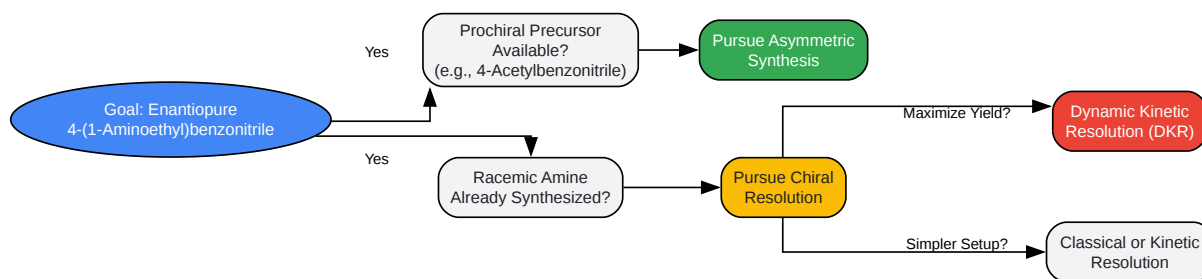 Goal: Enantiopure
4-(1-Aminoethyl)benzonitrile
Yes
Prochiral Precursor
Available?
(e.g., 4-Acetylbenzonitrile)
Pursue Asymmetric
Synthesis
Yes
Racemic Amine
Already Synthesized?
Pursue Chiral
Resolution
Maximize Yield?
Dynamic Kinetic
Resolution (DKR)
Simpler Setup?
Classical or Kinetic
Resolution